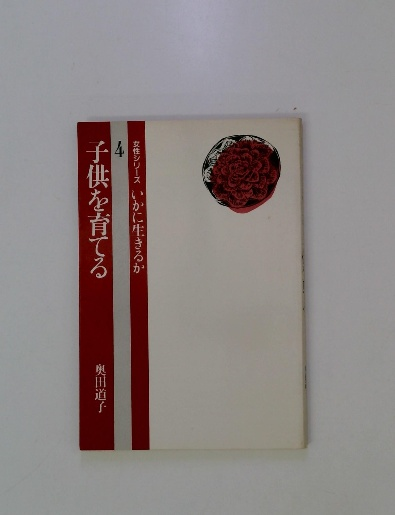 女性シリーズ いかに生きるか
4
子供を育てる
奥田道子